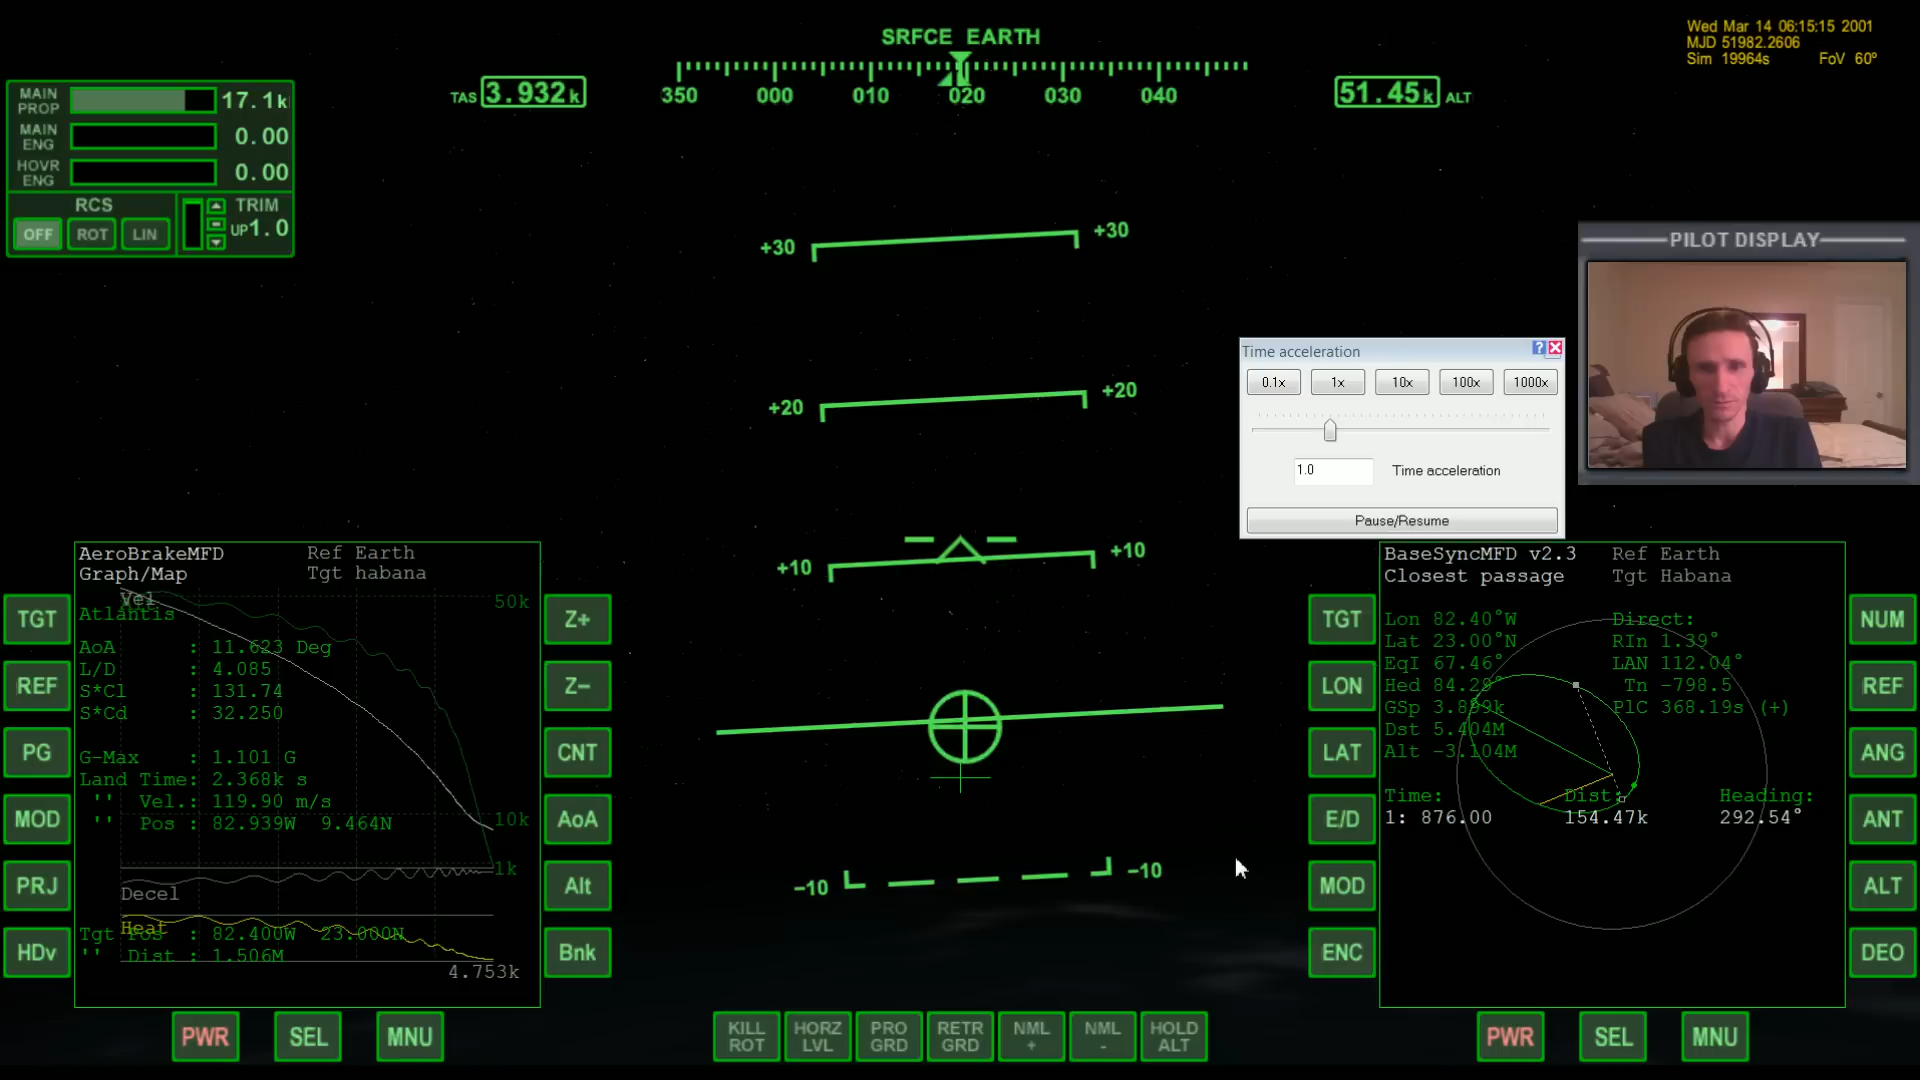 SRFCE EARTH
Wed Mar 14 06:15:15 2001
MJD 51982.2606
Sim 19964s FoV 60°
MAIN PROP 17.1k
MAIN ENG 0.00
HOVR ENG 0.00
RCS TRIM
OFF ROT LIN UP 1.0
TAS 3.932k
350 000 010 020 030 040
51.45k ALT
+30 +30
+20 +20
+10 +10
-10 -10
PILOT DISPLAY
Time acceleration
0.1x 1x 10x 100x 1000x
1.0 Time acceleration
Pause/Resume
AeroBrakeMFD Ref Earth
Graph/Map Tgt habana
Vel 50k
Atlantis
AoA : 11.623 Deg
L/D : 4.085
S*Cl : 131.74
S*Cd : 32.250
G-Max : 1.101 G
Land Time: 2.368k s
'' Vel.: 119.90 m/s
'' Pos : 82.939W 9.464N
10k
1k
Decel
Heat
Tgt Pos : 82.400W 23.000N
'' Dist : 1.506M
4.753k
TGT
REF
PG
MOD
PRJ
HDv
Z+
Z-
CNT
AoA
Alt
Bnk
PWR SEL MNU
KILL ROT
HORZ LVL
PRO GRD
RETR GRD
NML +
NML -
HOLD ALT
BaseSyncMFD v2.3 Ref Earth
Closest passage Tgt Habana
Lon 82.40°W Direct:
Lat 23.00°N RIn 1.39°
EqI 67.46° LAN 112.04°
Hed 84.29° Tn -798.5
GSp 3.899k PlC 368.19s (+)
Dst 5.404M
Alt -3.104M
Time: Dist: Heading:
1: 876.00 154.47k 292.54°
TGT
LON
LAT
E/D
MOD
ENC
NUM
REF
ANG
ANT
ALT
DEO
PWR SEL MNU